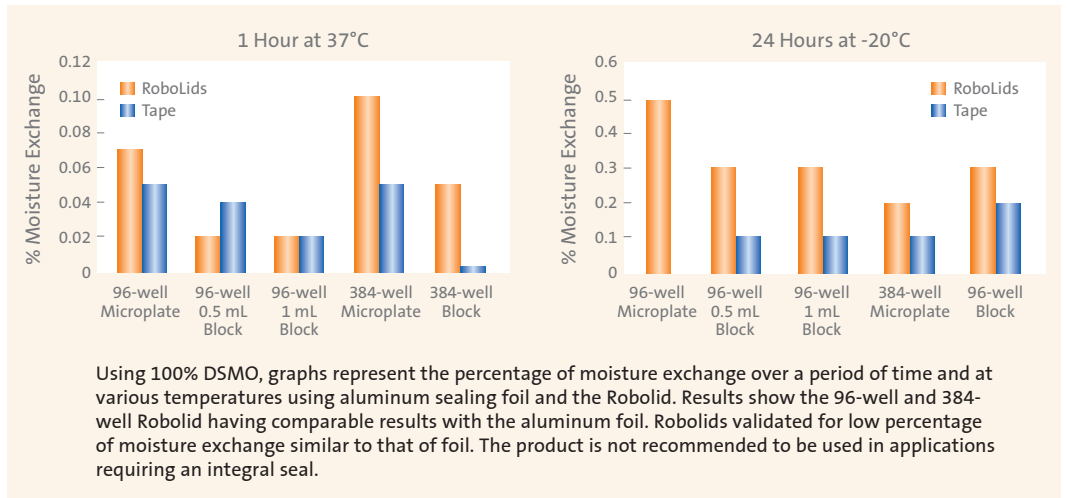 1 Hour at 37°C
% Moisture Exchange
0.12
0.10
0.08
0.06
0.04
0.02
0
RoboLids
Tape
96-well
Microplate
96-well
0.5 mL
Block
96-well
1 mL
Block
384-well
Microplate
384-well
Block
24 Hours at -20°C
% Moisture Exchange
0.6
0.5
0.4
0.3
0.2
0.1
0
RoboLids
Tape
96-well
Microplate
96-well
0.5 mL
Block
96-well
1 mL
Block
384-well
Microplate
96-well
Block
Using 100% DSMO, graphs represent the percentage of moisture exchange over a period of time and at
various temperatures using aluminum sealing foil and the Robolid. Results show the 96-well and 384-
well Robolid having comparable results with the aluminum foil. Robolids validated for low percentage
of moisture exchange similar to that of foil. The product is not recommended to be used in applications
requiring an integral seal.